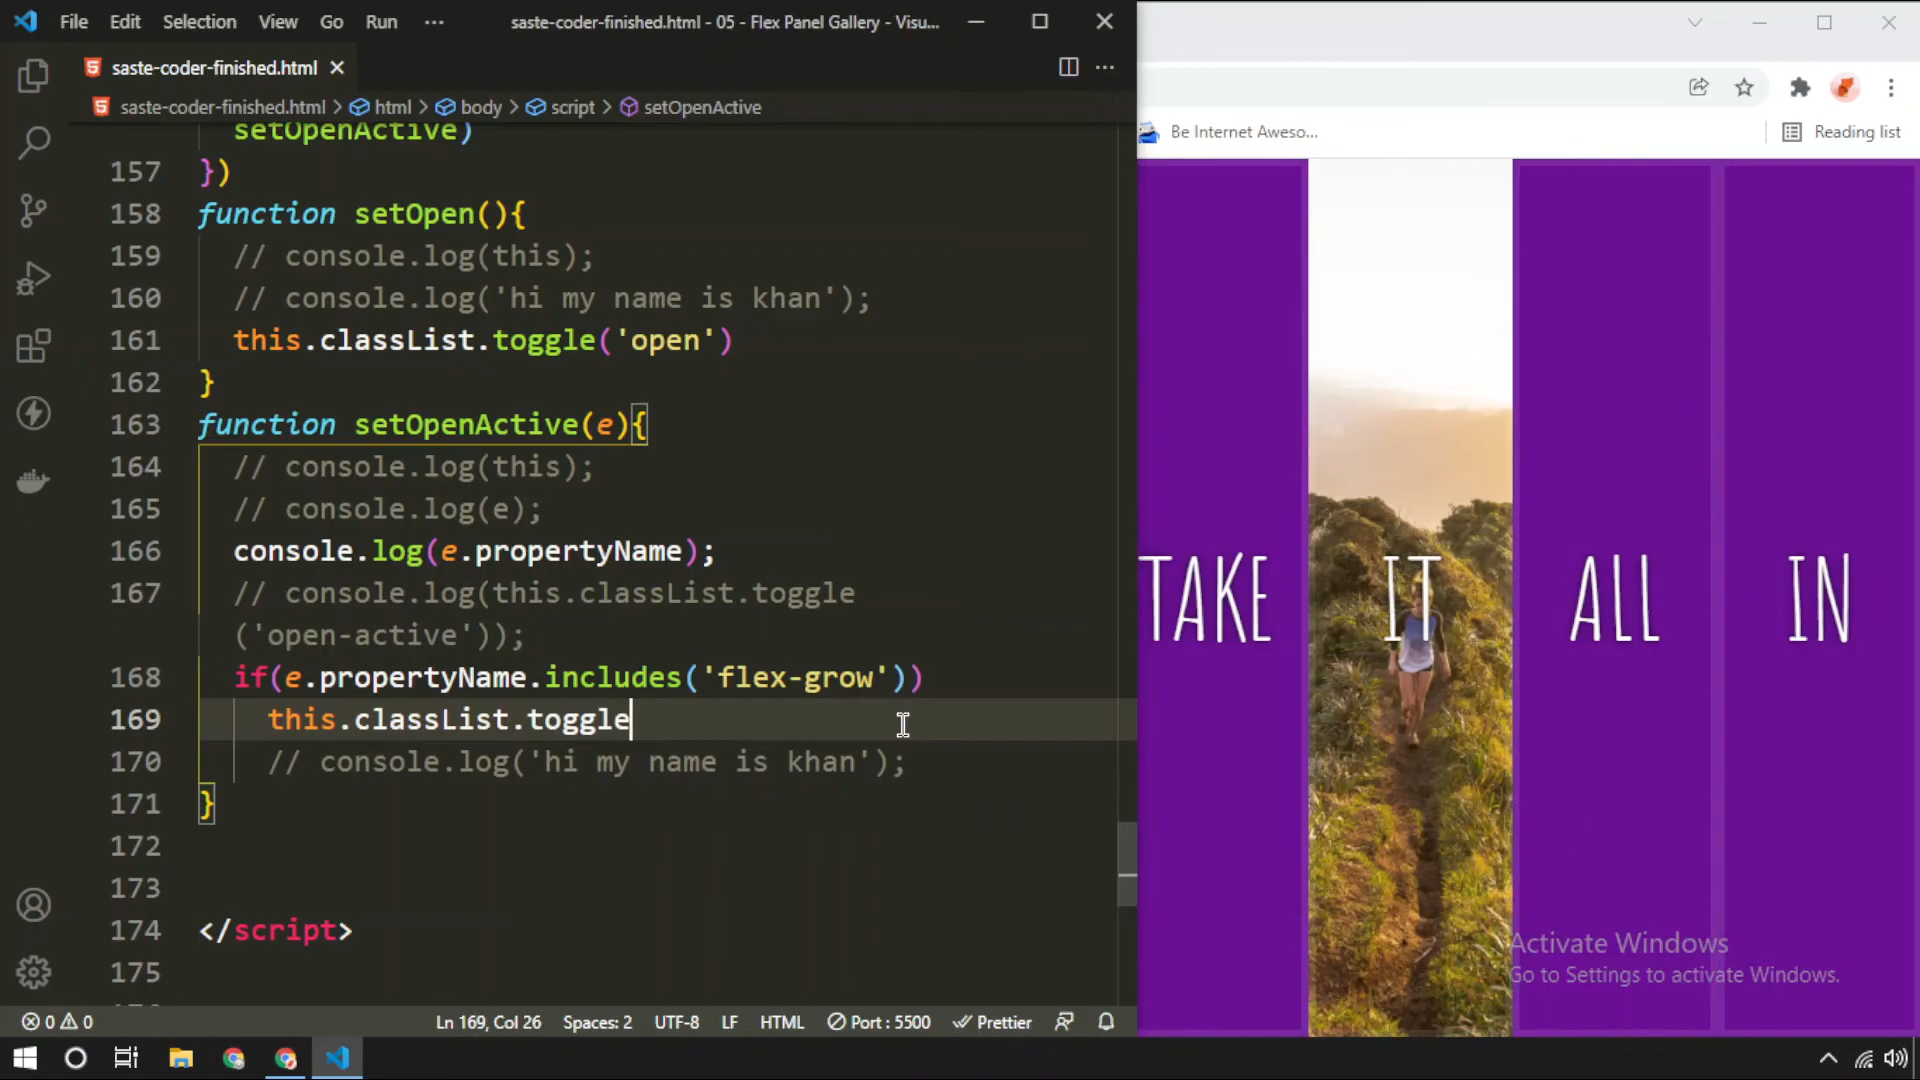 File Edit Selection View Go Run ··· saste-coder-finished.html - 05 - Flex Panel Gallery - Visu...
saste-coder-finished.html
saste-coder-finished.html > html > body > script > setOpenActive
Be Internet Aweso... Reading list
setOpenActive)
157 })
158 function setOpen(){
159 // console.log(this);
160 // console.log('hi my name is khan');
161 this.classList.toggle('open')
162 }
163 function setOpenActive(e){
164 // console.log(this);
165 // console.log(e);
166 console.log(e.propertyName);
167 // console.log(this.classList.toggle
('open-active'));
168 if(e.propertyName.includes('flex-grow'))
169 this.classList.toggle
170 // console.log('hi my name is khan');
171 }
172
173
174 </script>
175
TAKE IT ALL IN
Activate Windows
Go to Settings to activate Windows.
0 0 Ln 169, Col 26 Spaces: 2 UTF-8 LF HTML Port : 5500 Prettier